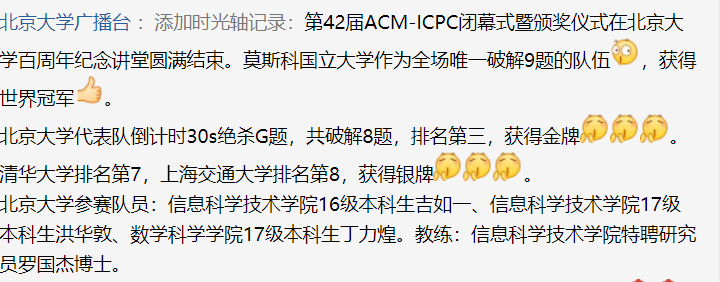 北京大学广播台 ：添加时光轴记录：第42届ACM-ICPC闭幕式暨颁奖仪式在北京大
学百周年纪念讲堂圆满结束。莫斯科国立大学作为全场唯一破解9题的队伍，获得
世界冠军。
北京大学代表队倒计时30s绝杀G题，共破解8题，排名第三，获得金牌。
清华大学排名第7，上海交通大学排名第8，获得银牌。
北京大学参赛队员：信息科学技术学院16级本科生吉如一、信息科学技术学院17级
本科生洪华敦、数学科学学院17级本科生丁力煌。教练：信息科学技术学院特聘研究
员罗国杰博士。